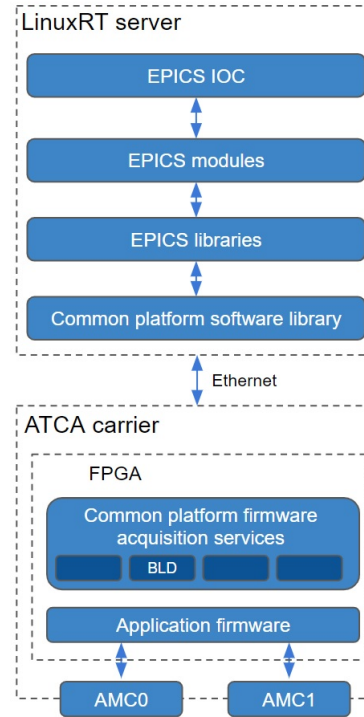 LinuxRT server
EPICS IOC
EPICS modules
EPICS libraries
Common platform software library
Ethernet
ATCA carrier
FPGA
Common platform firmware
acquisition services
BLD
Application firmware
AMC0
AMC1